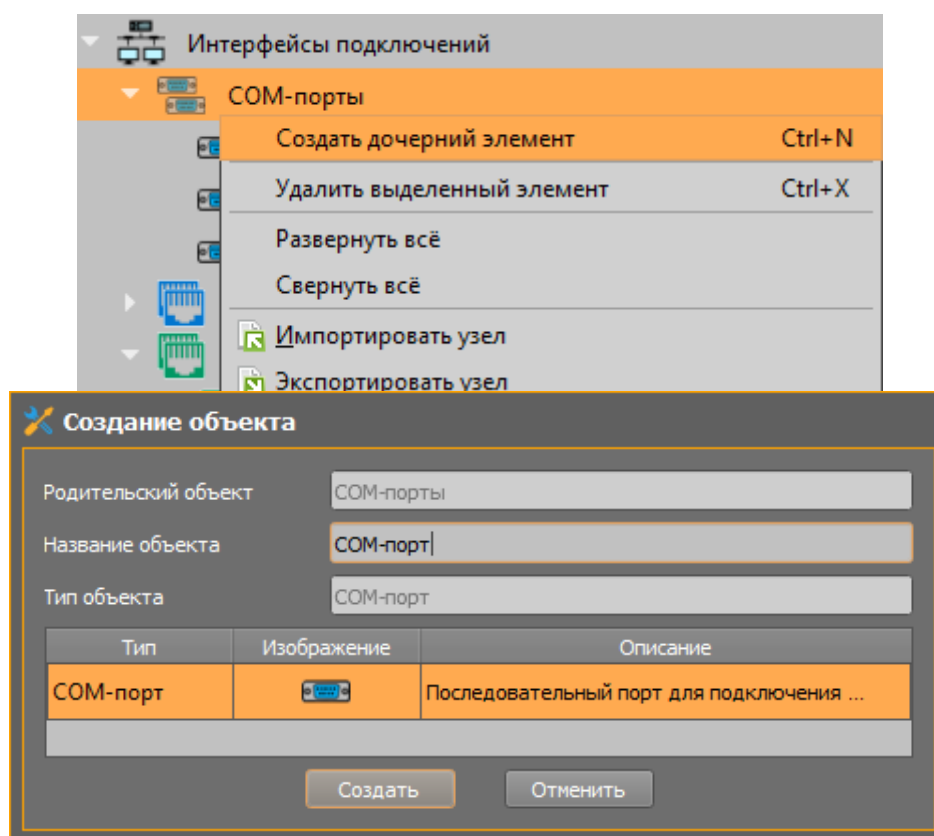 Интерфейсы подключений
COM-порты
Создать дочерний элемент Ctrl+N
Удалить выделенный элемент Ctrl+X
Развернуть всё
Свернуть всё
Импортировать узел
Экспортировать узел
Создание объекта
Родительский объект COM-порты
Название объекта COM-порт
Тип объекта COM-порт
Тип Изображение Описание
COM-порт Последовательный порт для подключения ...
Создать Отменить